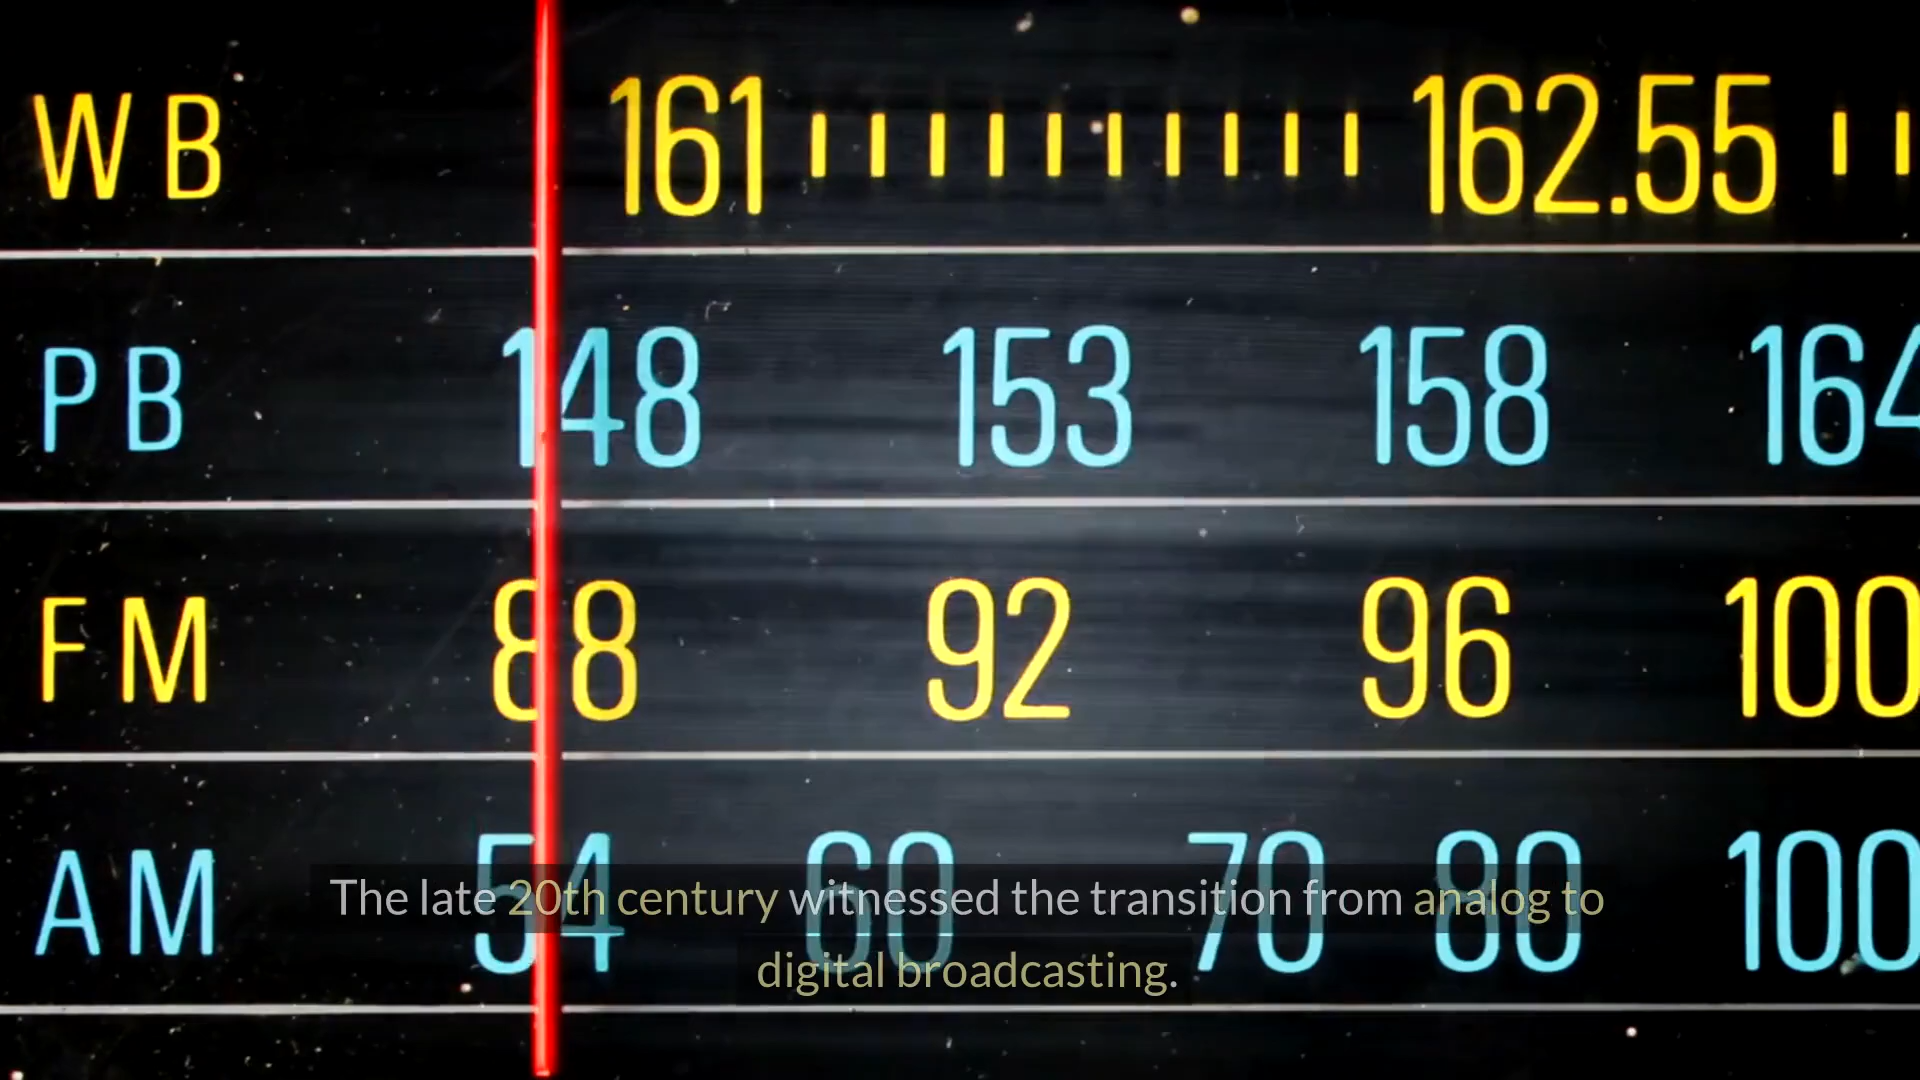 WB 161 162.55
PB 148 153 158 164
FM 88 92 96 100
AM 54 60 70 80 100
The late 20th century witnessed the transition from analog to
digital broadcasting.